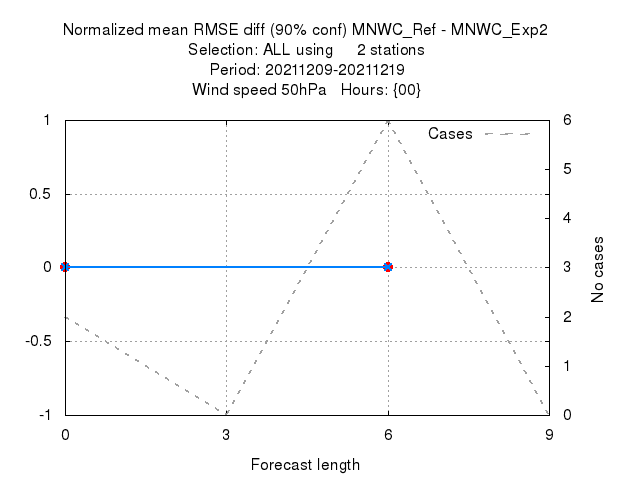 Normalized mean RMSE diff (90% conf) MNWC_Ref - MNWC_Exp2
Selection: ALL using     2 stations
Period: 20211209-20211219
Wind speed 50hPa   Hours: {00}
Cases
1
0.5
0
-0.5
-1
6
5
4
3
2
1
0
No cases
0 3 6 9
Forecast length